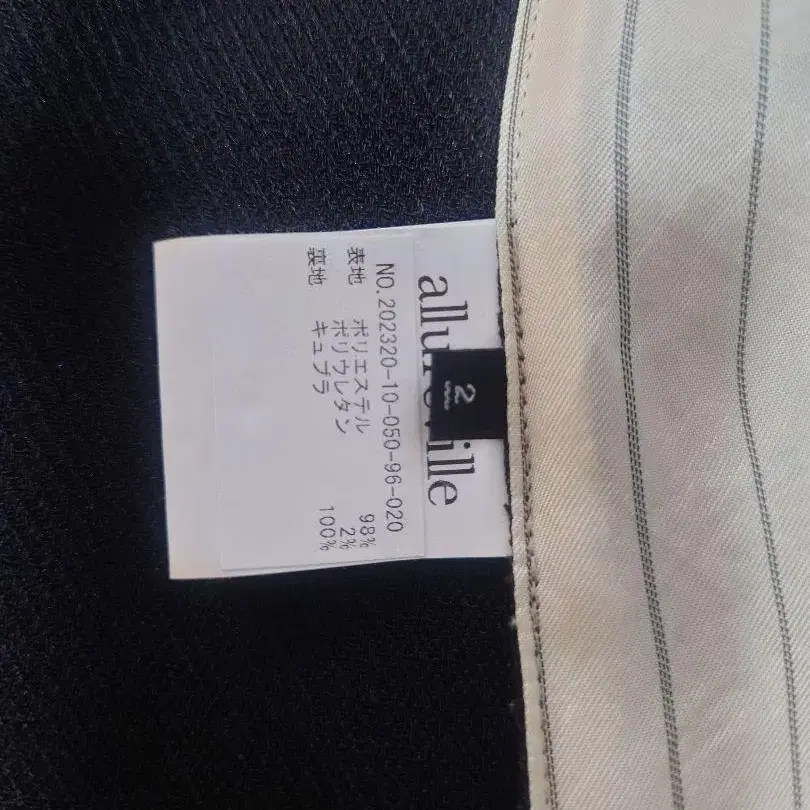 allureville
2
NO.202320-10-050-96-020
表地 ポリエステル 98%
ポリウレタン 2%
裏地 キュプラ 100%